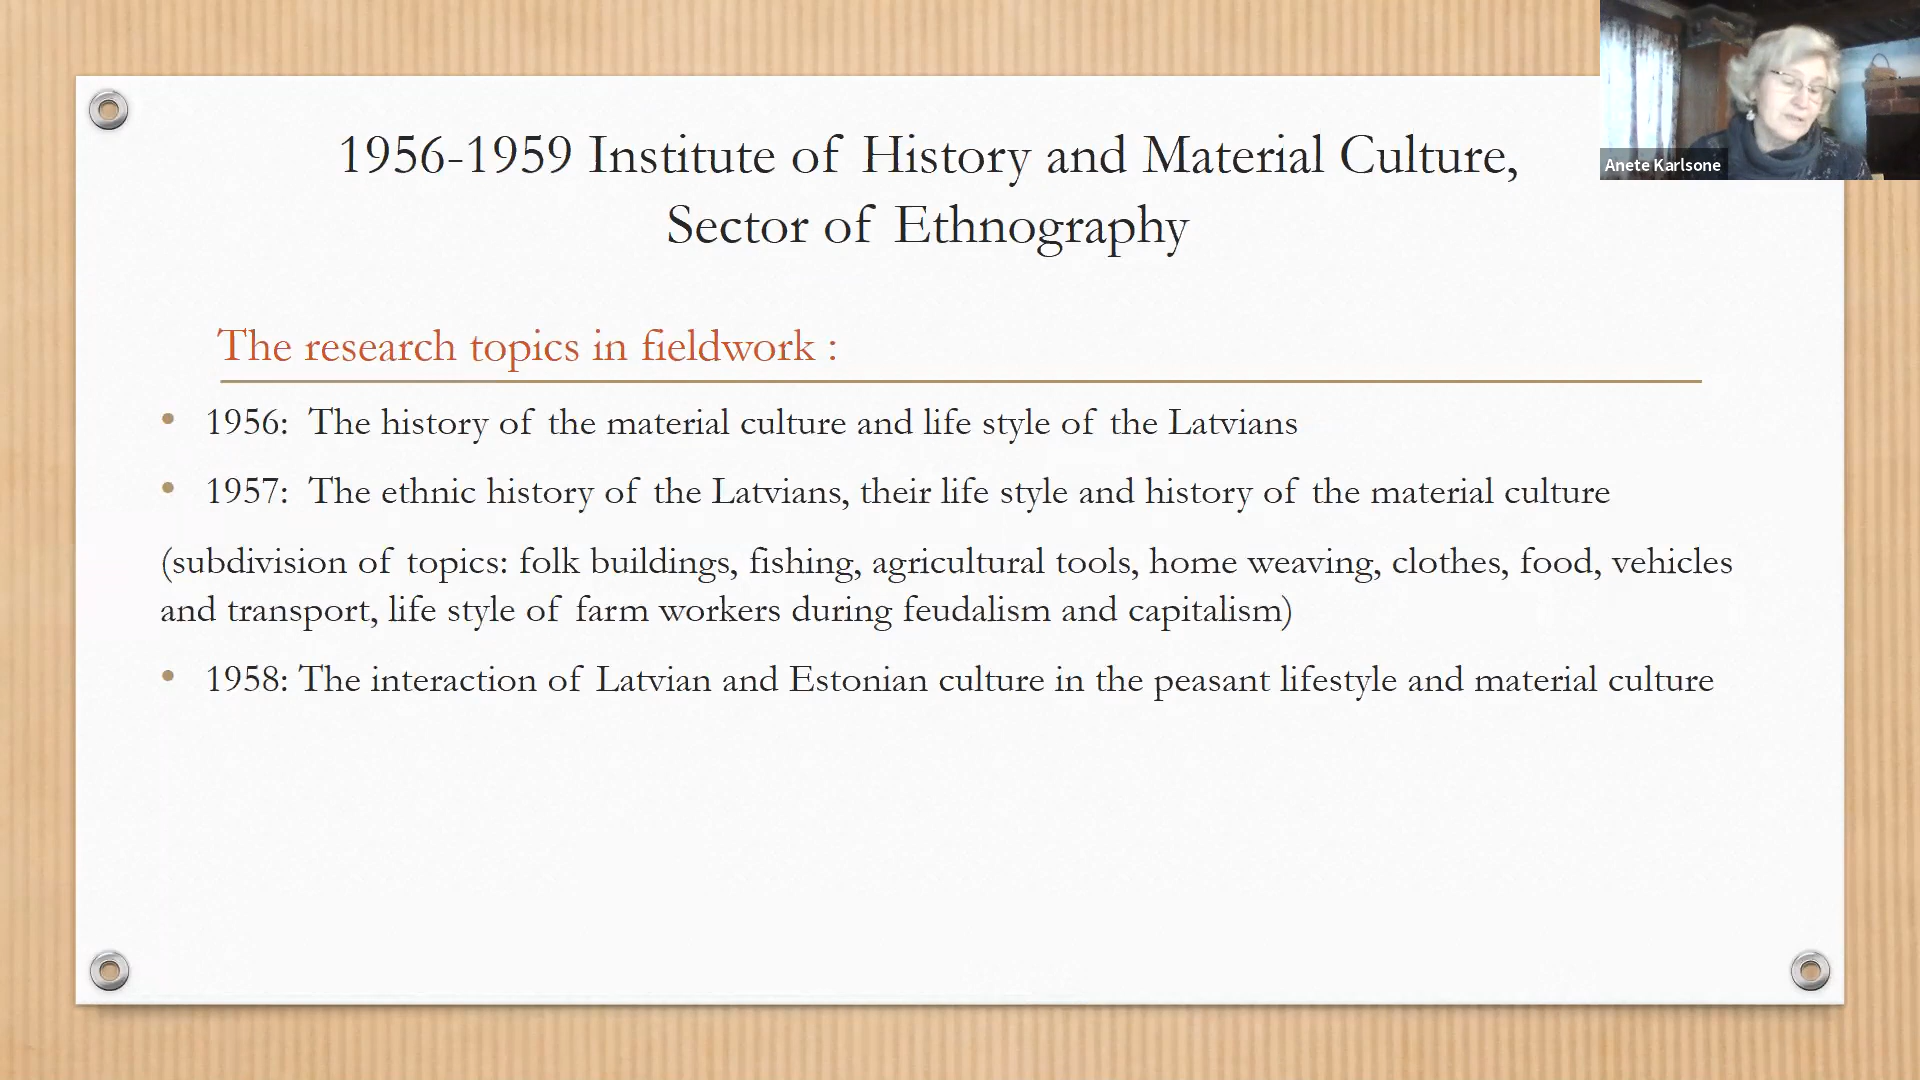 1956-1959 Institute of History and Material Culture,
Sector of Ethnography
Anete Karlsone
The research topics in fieldwork :
• 1956: The history of the material culture and life style of the Latvians
• 1957: The ethnic history of the Latvians, their life style and history of the material culture
(subdivision of topics: folk buildings, fishing, agricultural tools, home weaving, clothes, food, vehicles
and transport, life style of farm workers during feudalism and capitalism)
• 1958: The interaction of Latvian and Estonian culture in the peasant lifestyle and material culture